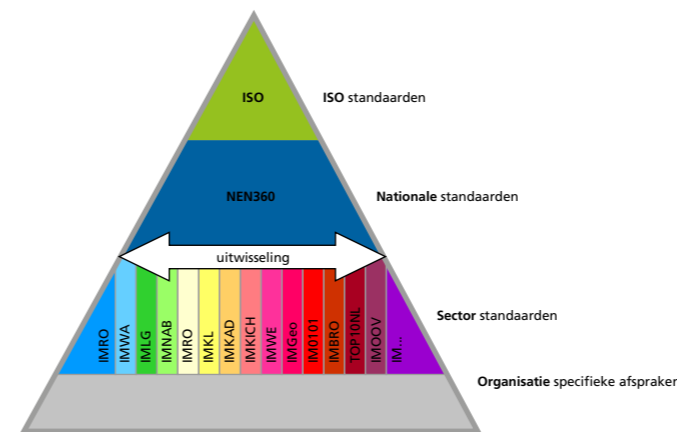 ISO
ISO standaarden
NEN360
Nationale standaarden
uitwisseling
IMRO
IMWA
IMLG
IMNAB
IMRO
IMKL
IMKAD
IMKICH
IMWE
IMGeo
IM0101
IMBRO
TOP10NL
IMOOV
IM...
Sector standaarden
Organisatie specifieke afspraken